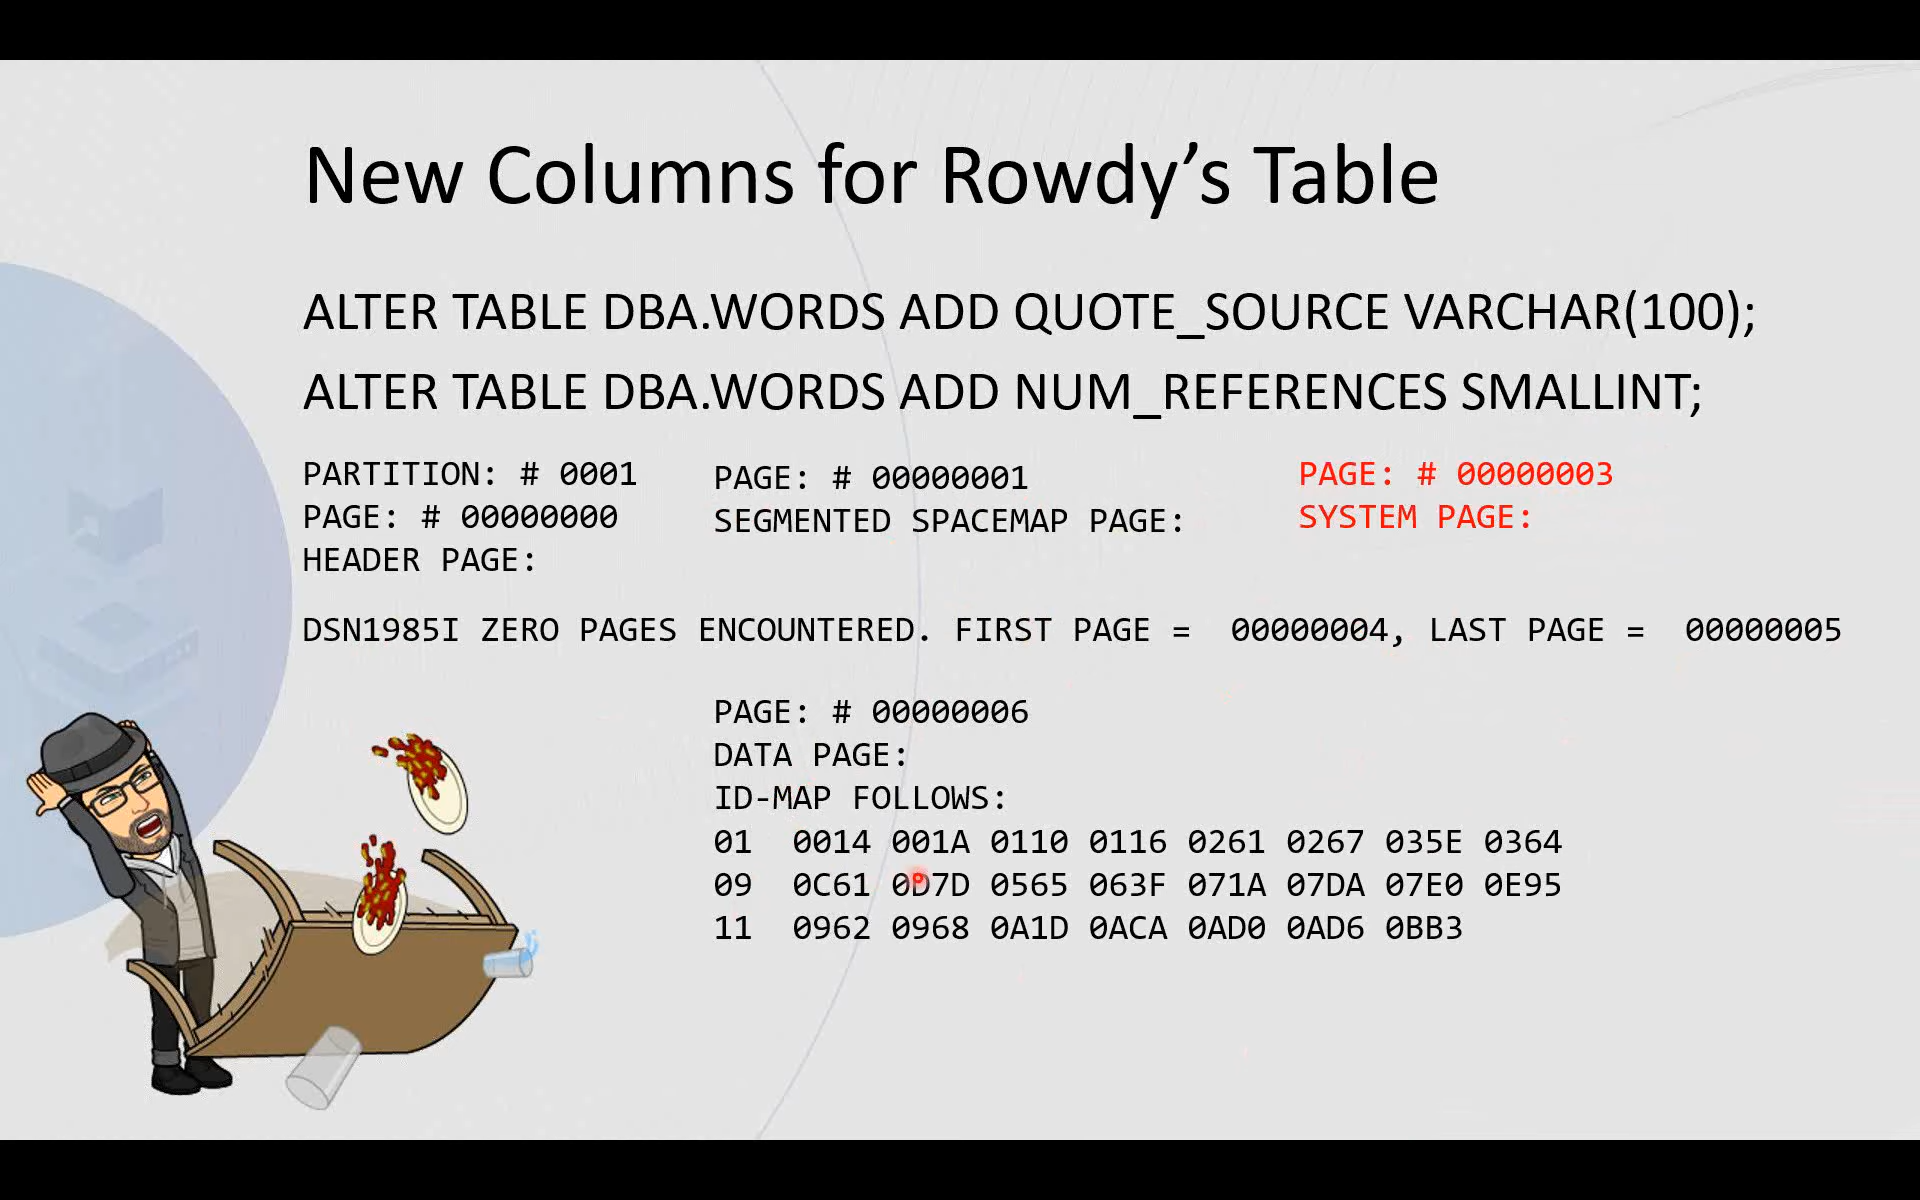 New Columns for Rowdy’s Table
ALTER TABLE DBA.WORDS ADD QUOTE_SOURCE VARCHAR(100);
ALTER TABLE DBA.WORDS ADD NUM_REFERENCES SMALLINT;
PARTITION: # 0001
PAGE: # 00000000
HEADER PAGE:
PAGE: # 00000001
SEGMENTED SPACEMAP PAGE:
PAGE: # 00000003
SYSTEM PAGE:
DSN1985I ZERO PAGES ENCOUNTERED. FIRST PAGE = 00000004, LAST PAGE = 00000005
PAGE: # 00000006
DATA PAGE:
ID-MAP FOLLOWS:
01 0014 001A 0110 0116 0261 0267 035E 0364
09 0C61 0D7D 0565 063F 071A 07DA 07E0 0E95
11 0962 0968 0A1D 0ACA 0AD0 0AD6 0BB3